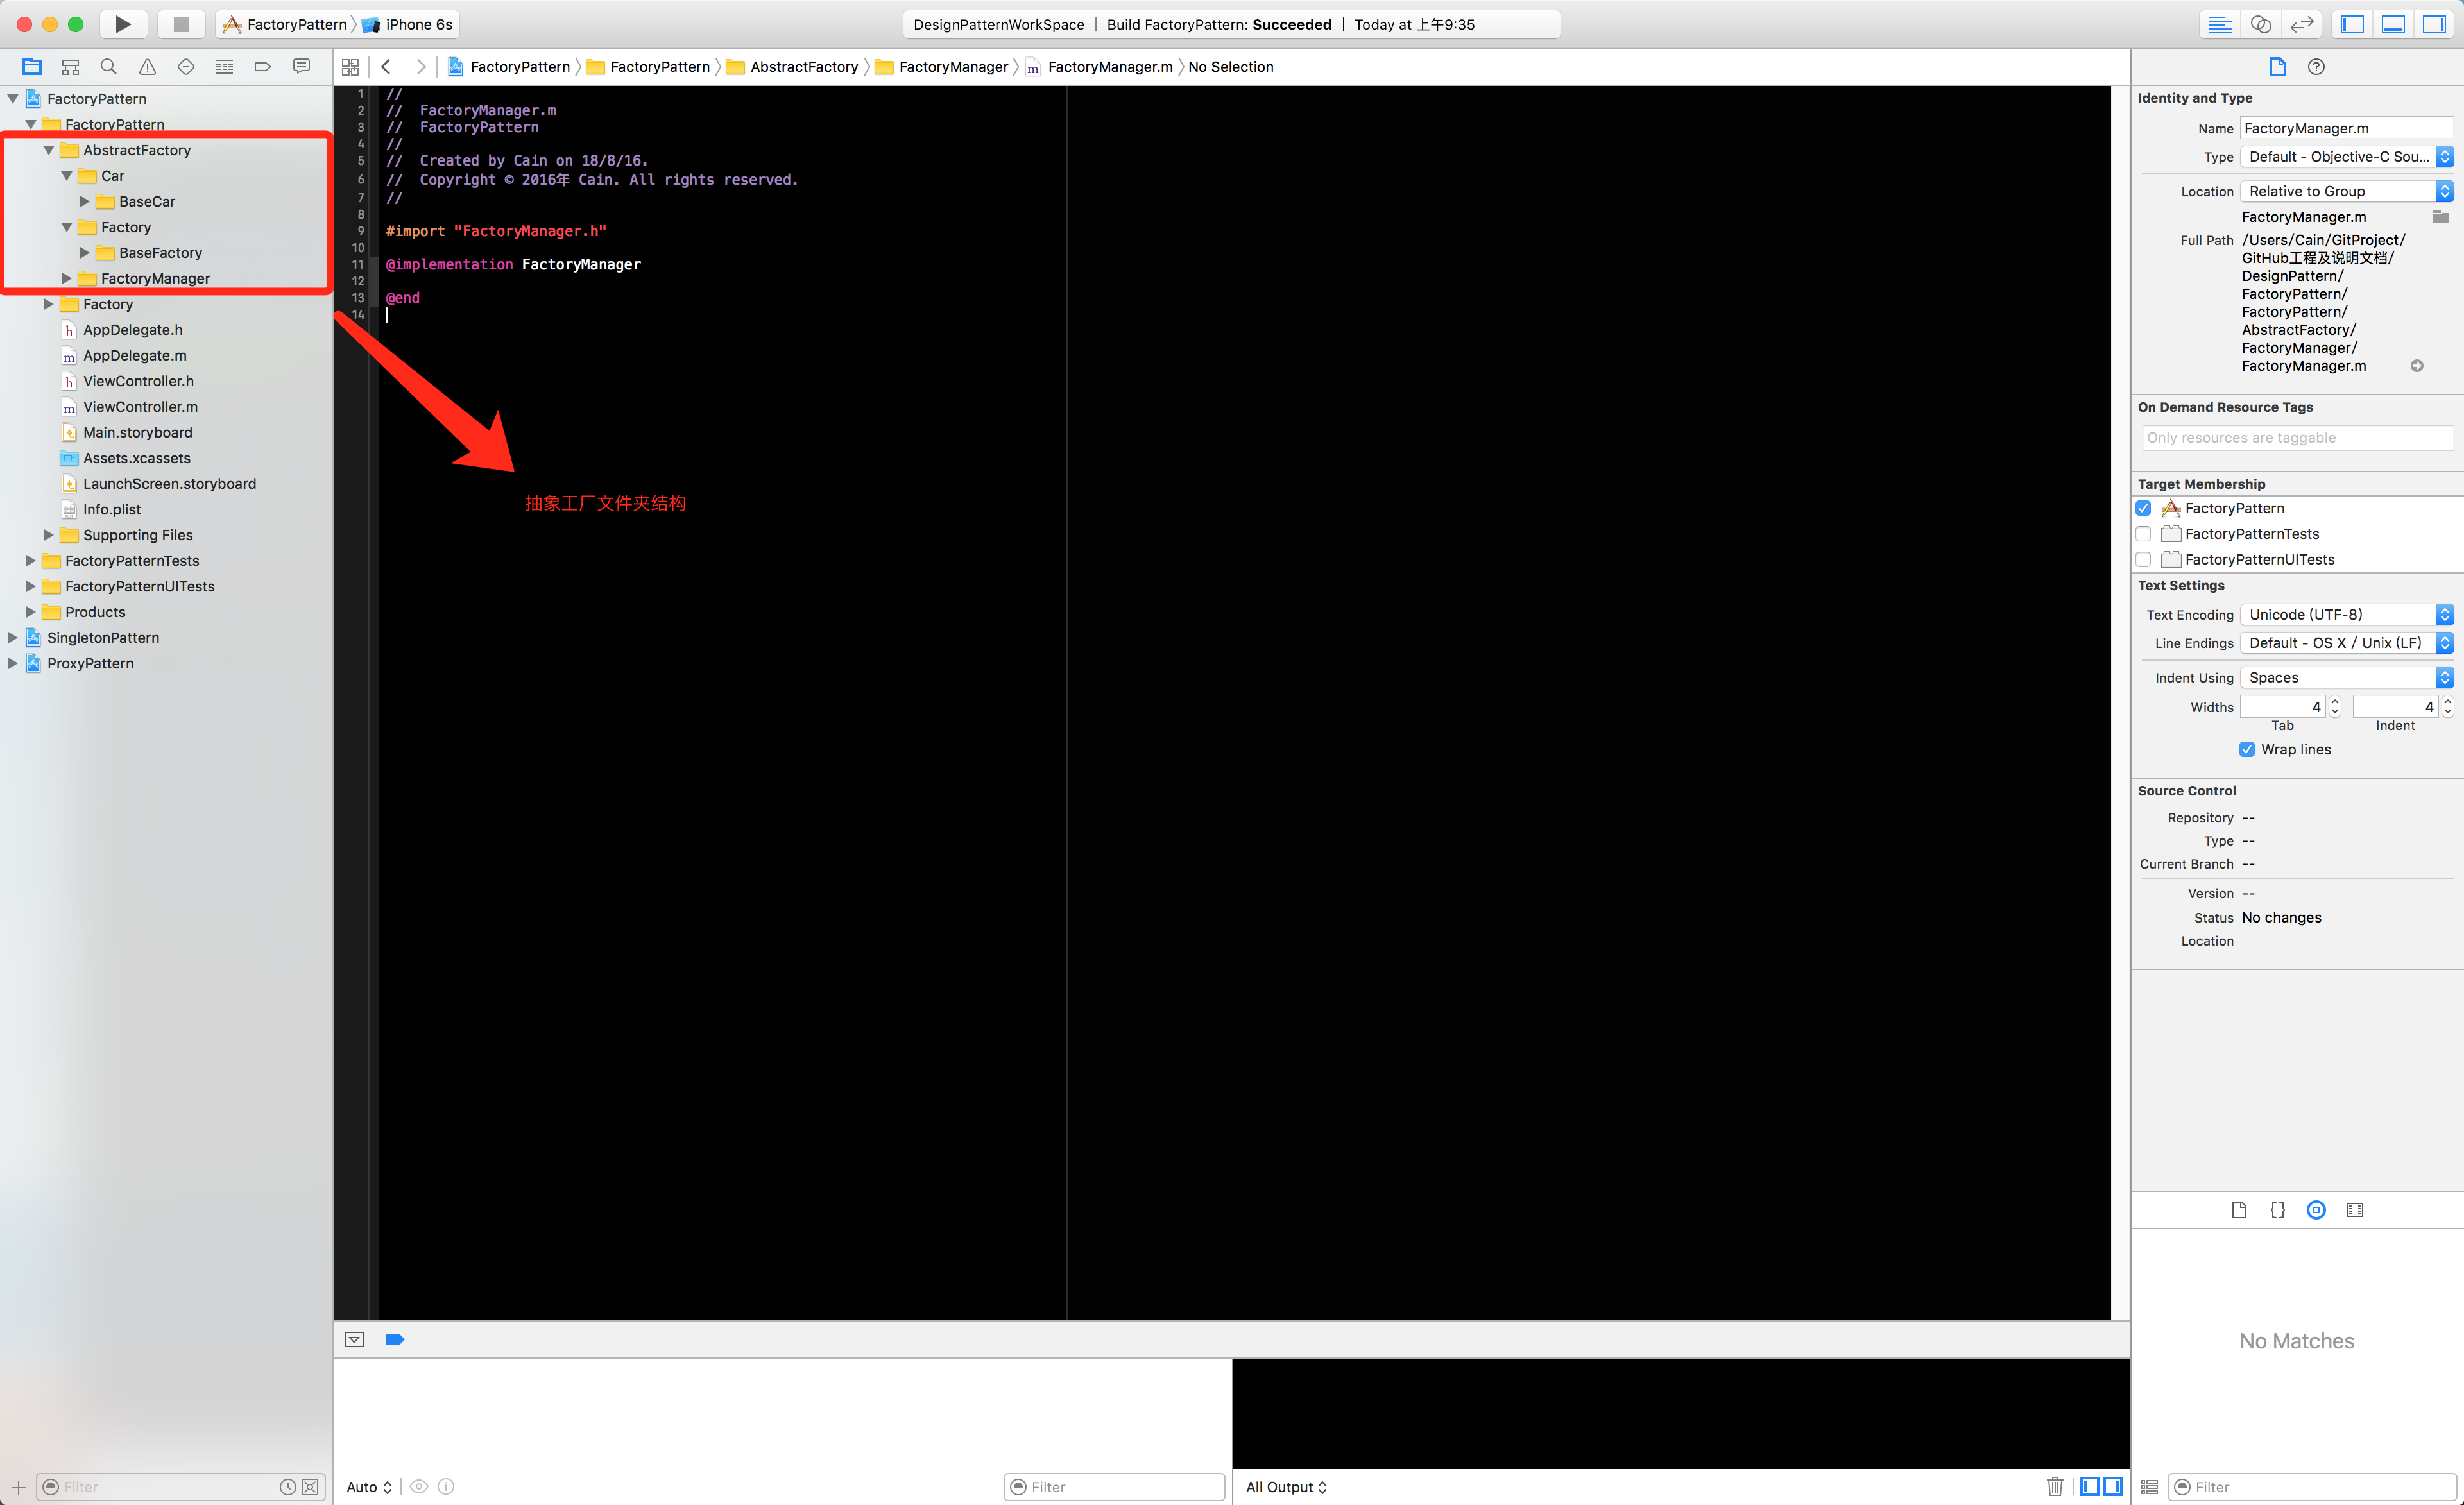 FactoryPattern
iPhone 6s
DesignPatternWorkSpace | Build FactoryPattern: Succeeded | Today at 上午9:35
FactoryPattern
FactoryPattern
AbstractFactory
FactoryManager
FactoryManager.m
No Selection
FactoryPattern
FactoryPattern
AbstractFactory
Car
BaseCar
Factory
BaseFactory
FactoryManager
Factory
AppDelegate.h
AppDelegate.m
ViewController.h
ViewController.m
Main.storyboard
Assets.xcassets
LaunchScreen.storyboard
Info.plist
Supporting Files
FactoryPatternTests
FactoryPatternUITests
Products
SingletonPattern
ProxyPattern
Filter
1 //
2 //  FactoryManager.m
3 //  FactoryPattern
4 //
5 //  Created by Cain on 18/8/16.
6 //  Copyright © 2016年 Cain. All rights reserved.
7 //
8
9 #import "FactoryManager.h"
10
11 @implementation FactoryManager
12
13 @end
14
抽象工厂文件夹结构
Auto
Filter
All Output
Identity and Type
Name FactoryManager.m
Type Default - Objective-C Sou...
Location Relative to Group
FactoryManager.m
Full Path /Users/Cain/GitProject/
GitHub工程及说明文档/
DesignPattern/
FactoryPattern/
FactoryPattern/
AbstractFactory/
FactoryManager/
FactoryManager.m
On Demand Resource Tags
Only resources are taggable
Target Membership
FactoryPattern
FactoryPatternTests
FactoryPatternUITests
Text Settings
Text Encoding Unicode (UTF-8)
Line Endings Default - OS X / Unix (LF)
Indent Using Spaces
Widths 4 4
Tab Indent
Wrap lines
Source Control
Repository --
Type --
Current Branch --
Version --
Status No changes
Location
No Matches
Filter